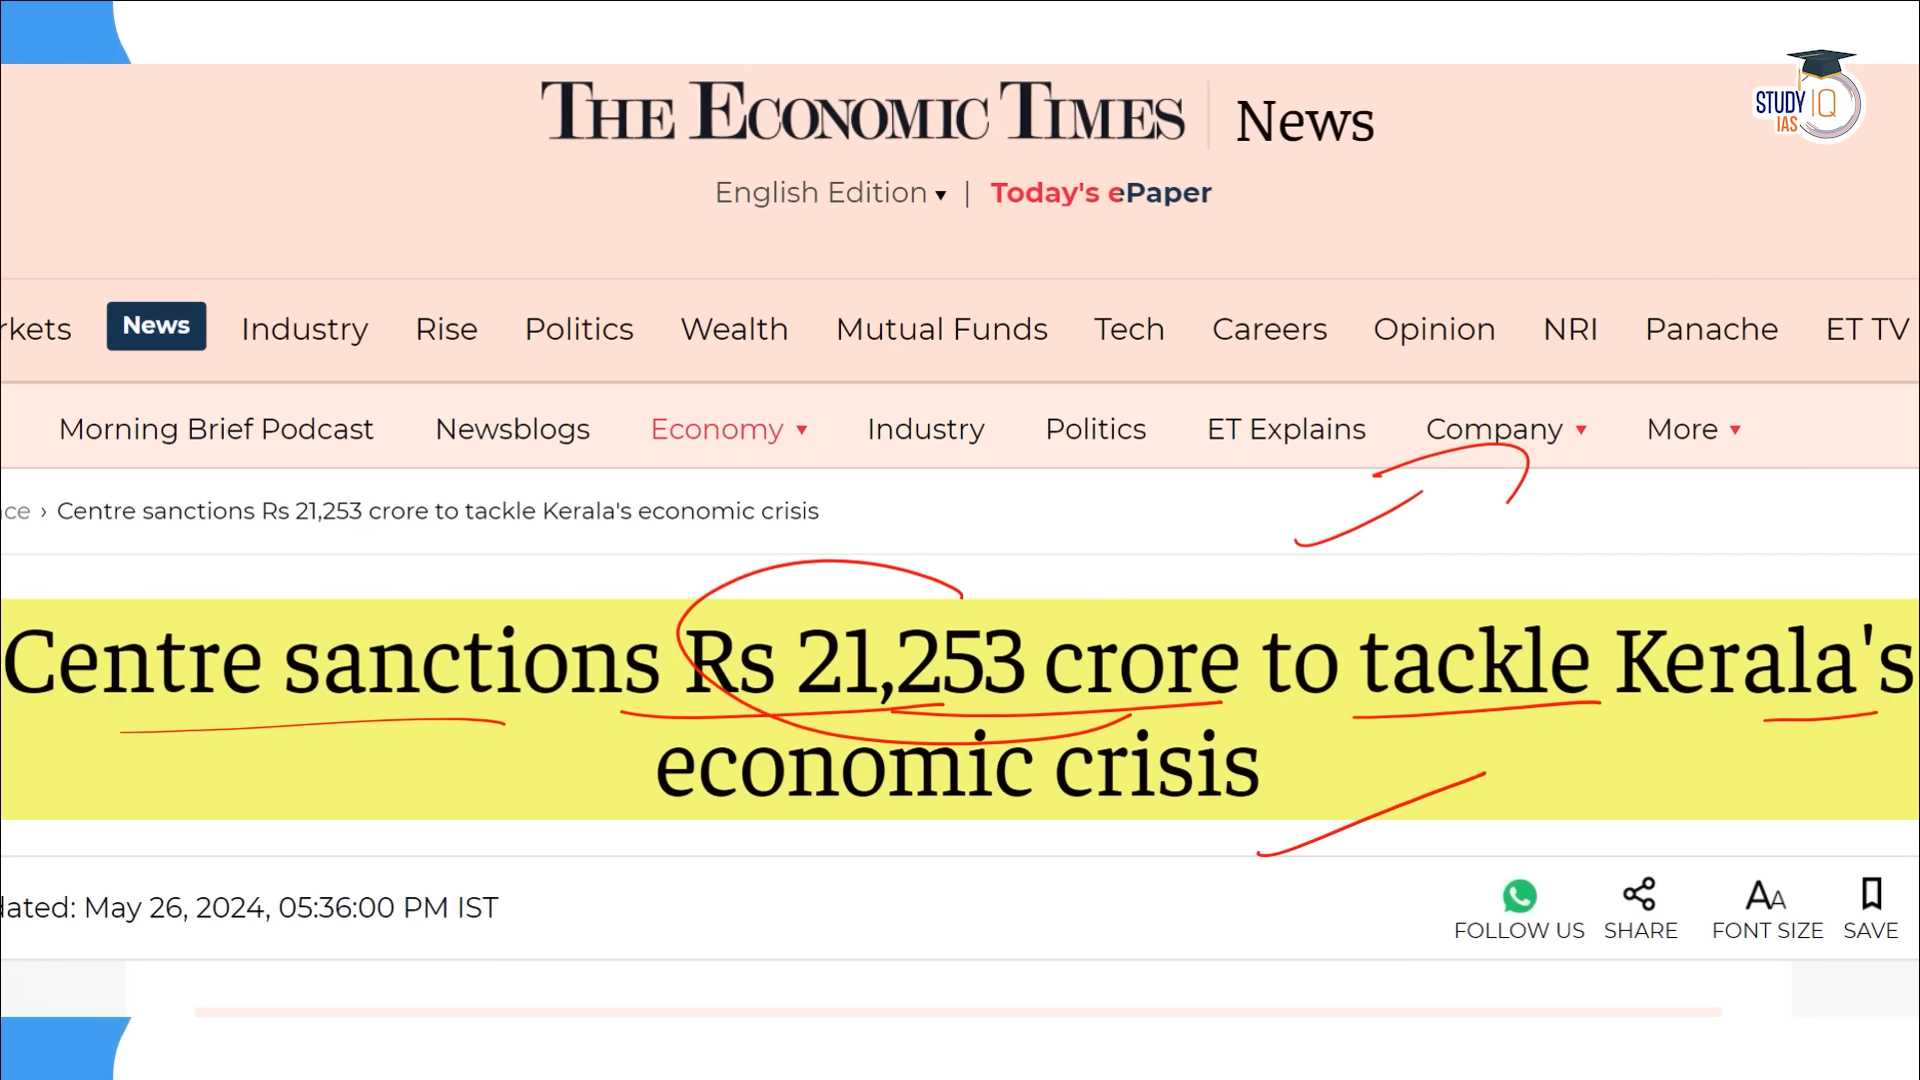 THE ECONOMIC TIMES News
STUDY IQ
IAS
English Edition | Today's ePaper
rkets News Industry Rise Politics Wealth Mutual Funds Tech Careers Opinion NRI Panache ET TV
Morning Brief Podcast Newsblogs Economy Industry Politics ET Explains Company More
ce › Centre sanctions Rs 21,253 crore to tackle Kerala's economic crisis
Centre sanctions Rs 21,253 crore to tackle Kerala's
economic crisis
dated: May 26, 2024, 05:36:00 PM IST
FOLLOW US SHARE FONT SIZE SAVE